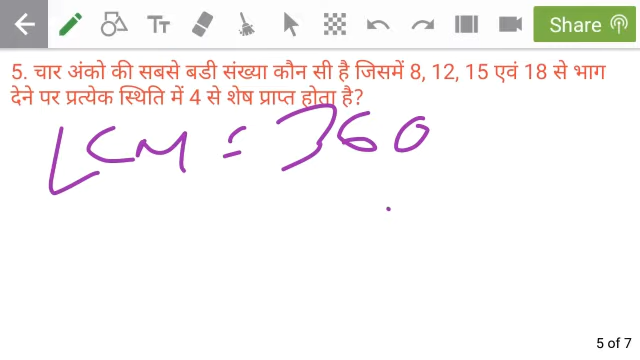 Share
5. चार अंको की सबसे बडी संख्या कौन सी है जिसमें 8, 12, 15 एवं 18 से भाग
देने पर प्रत्येक स्थिति में 4 से शेष प्राप्त होता है?
LCM = 360
5 of 7